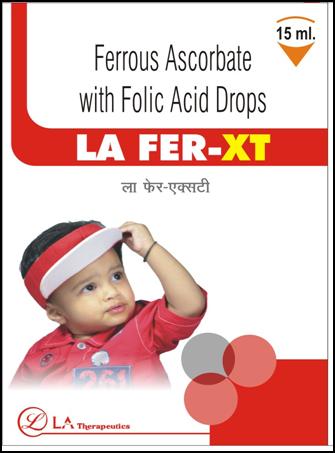 15 ml.
Ferrous Ascorbate
with Folic Acid Drops
LA FER-XT
ला फेर-एक्सटी
L LA Therapeutics